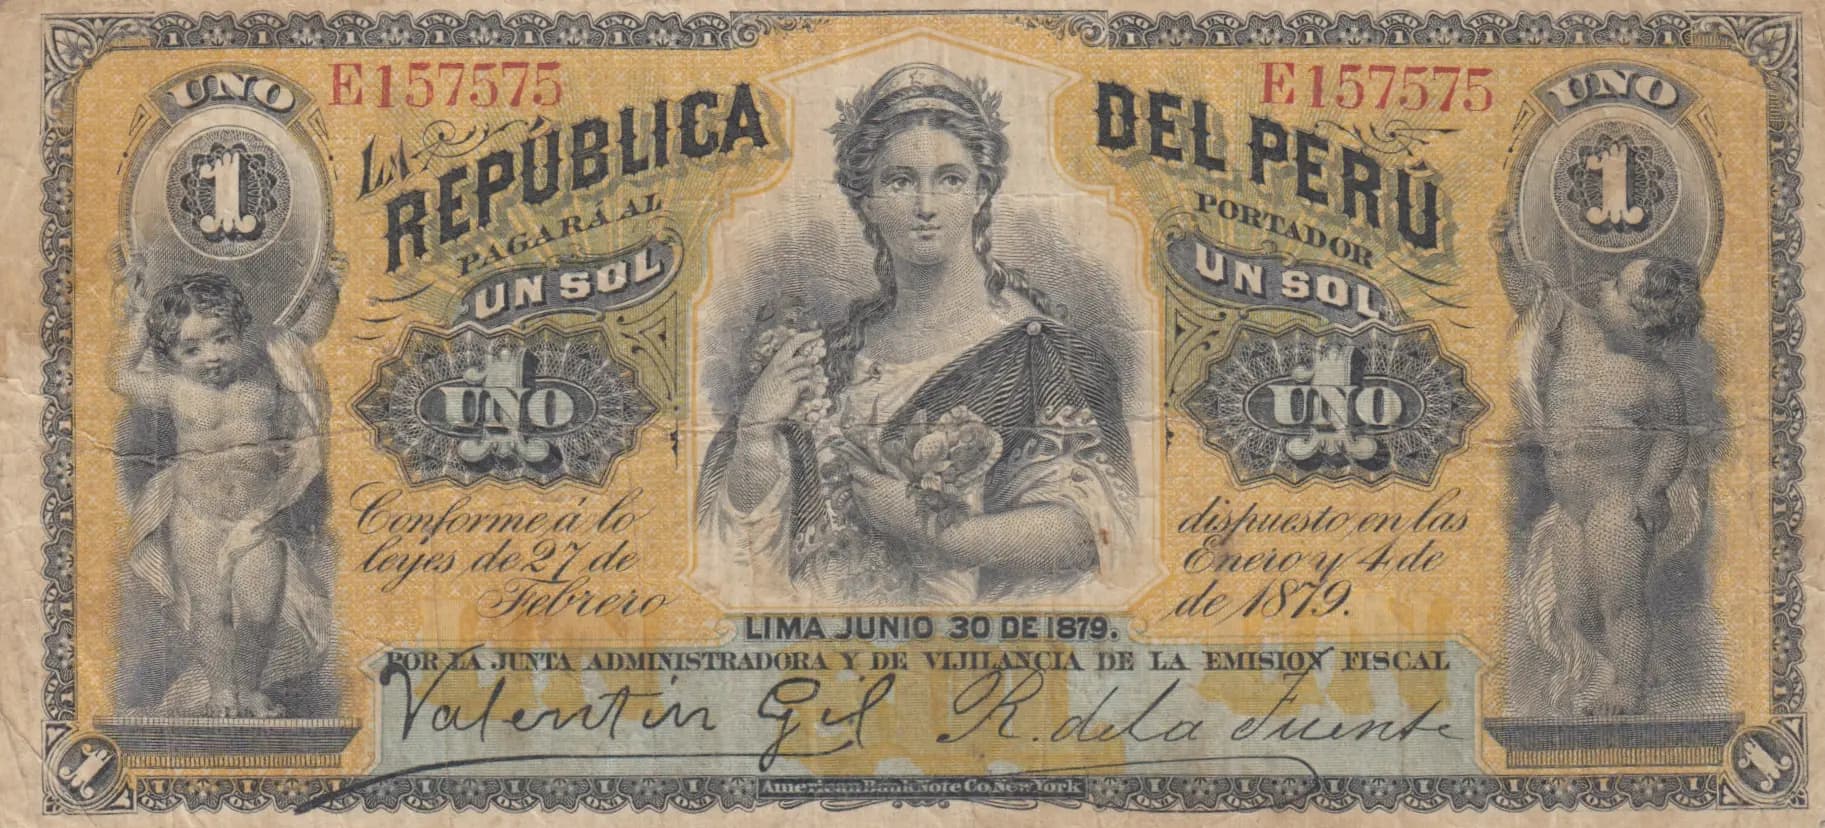 UNO
E157575
E157575
UNO
1
1
LA
REPÚBLICA
DEL PERÚ
PAGARÁ AL
PORTADOR
UN SOL
UN SOL
1
UNO
1
UNO
Conforme á lo
dispuesto en las
leyes de 27 de
Enero y 4 de
Febrero
de 1879.
LIMA JUNIO 30 DE 1879.
POR LA JUNTA ADMINISTRADORA Y DE VIJILANCIA DE LA EMISION FISCAL
Valentin Gil
R. de la Fuente
1
1
American Bank Note Co. New York